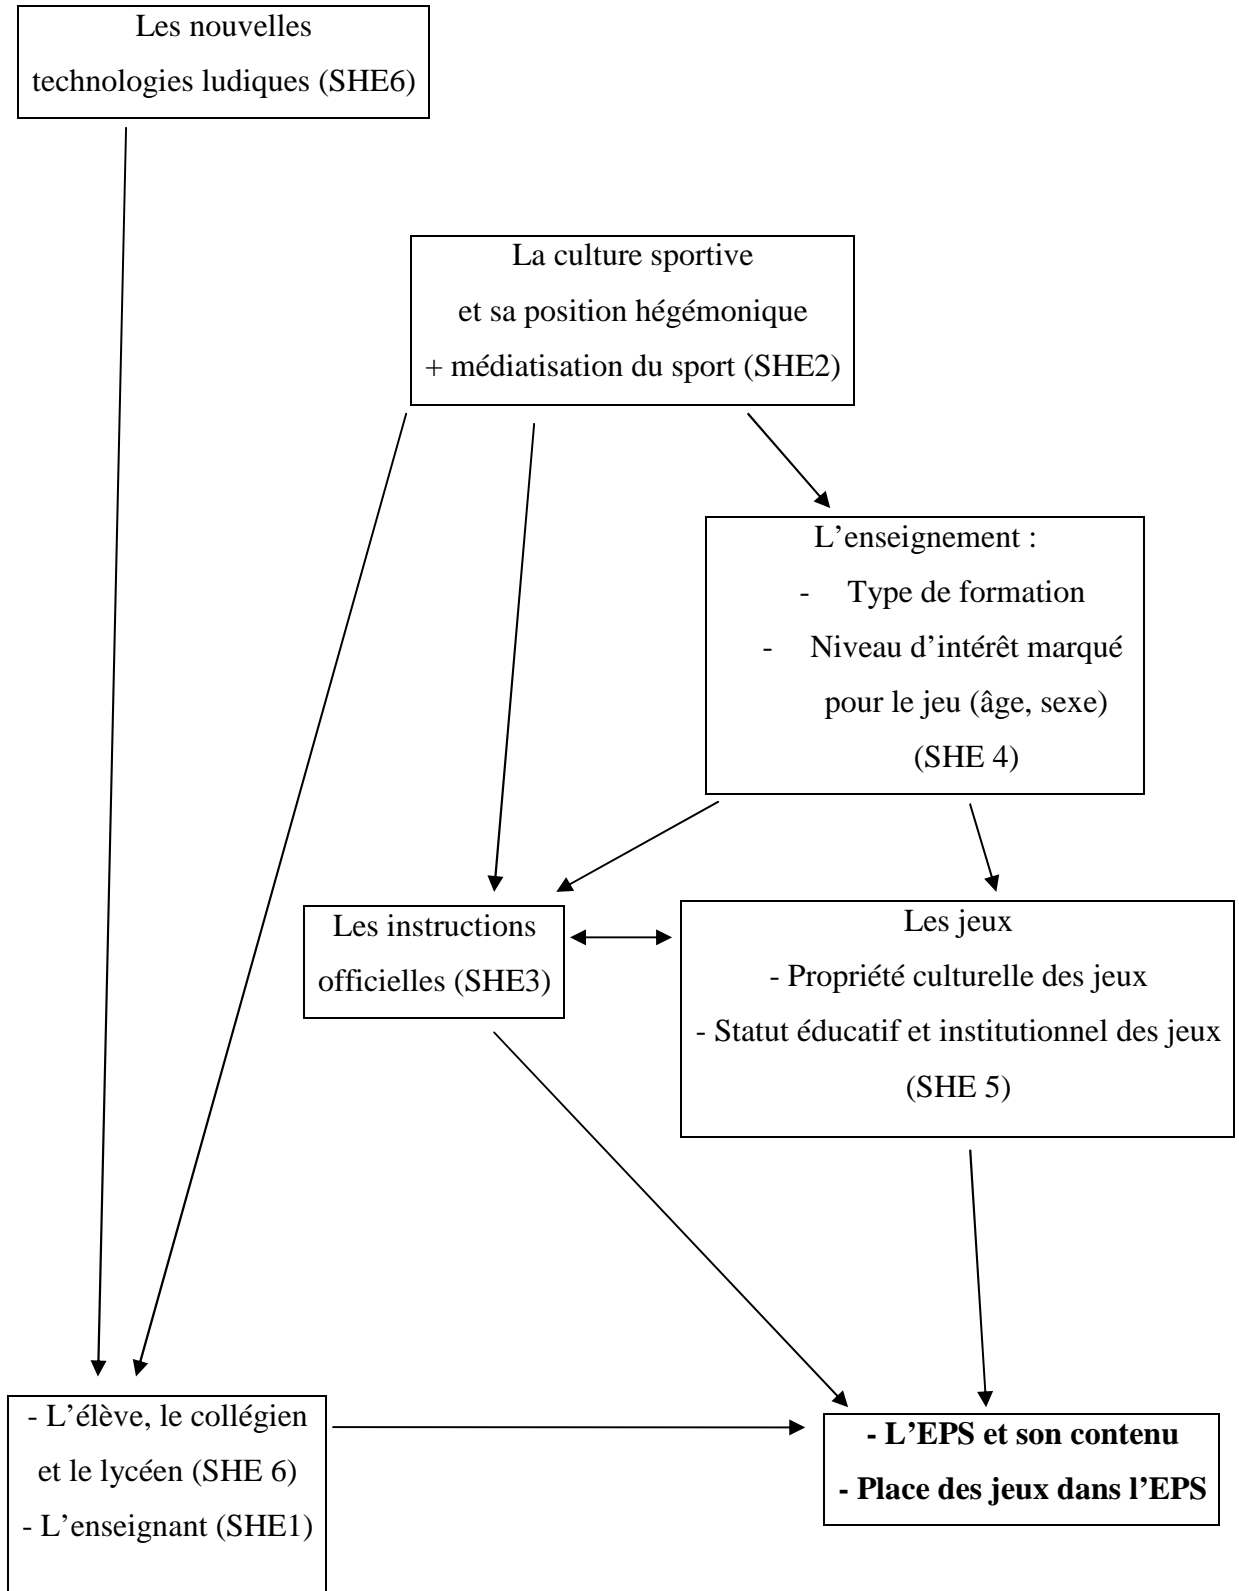 Les nouvelles
technologies ludiques (SHE6)
La culture sportive
et sa position hégémonique
+ médiatisation du sport (SHE2)
L’enseignement :
- Type de formation
- Niveau d’intérêt marqué
pour le jeu (âge, sexe)
(SHE 4)
Les instructions
officielles (SHE3)
Les jeux
- Propriété culturelle des jeux
- Statut éducatif et institutionnel des jeux
(SHE 5)
- L’élève, le collégien
et le lycéen (SHE 6)
- L’enseignant (SHE1)
- L’EPS et son contenu
- Place des jeux dans l’EPS